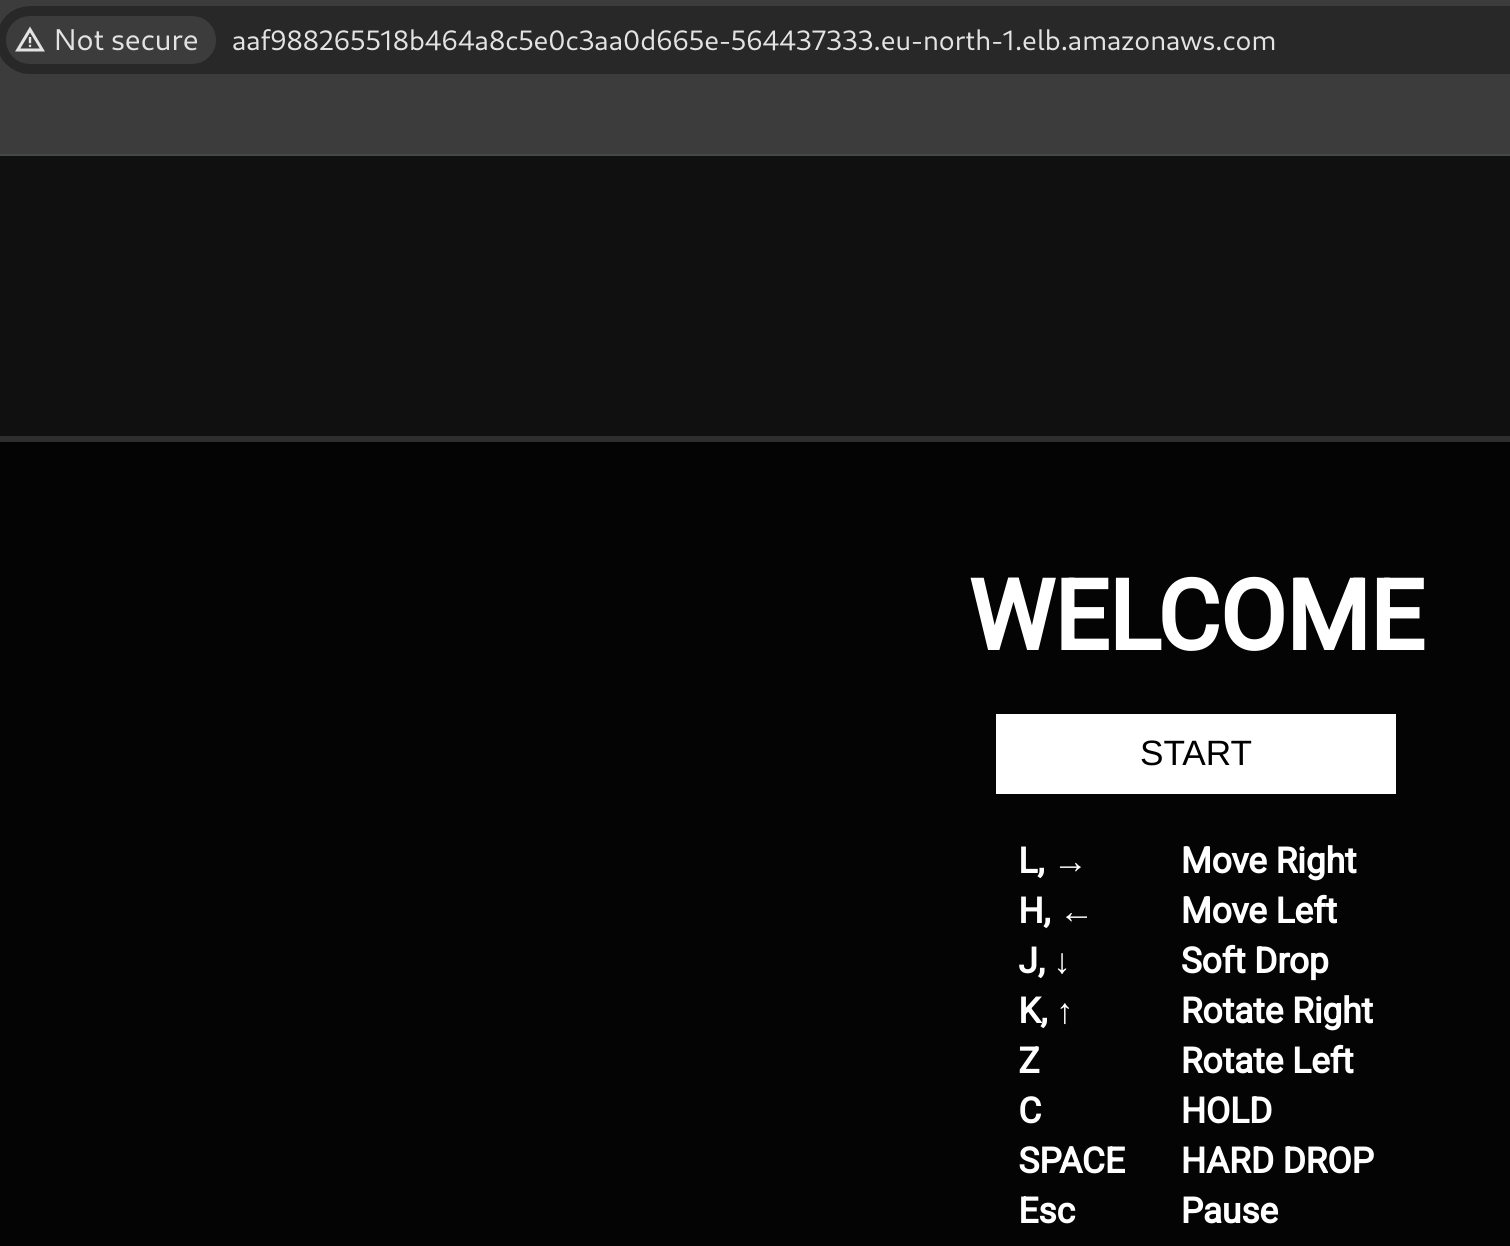 Not secure aaf988265518b464a8c5e0c3aa0d665e-564437333.eu-north-1.elb.amazonaws.com
WELCOME
START
L, → Move Right
H, ← Move Left
J, ↓ Soft Drop
K, ↑ Rotate Right
Z Rotate Left
C HOLD
SPACE HARD DROP
Esc Pause